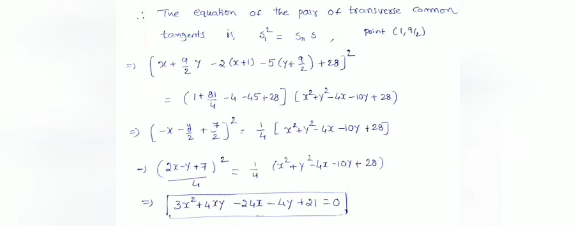 ∴ The equation of the pair of transverse common
tangents is S₁² = S₁₁ S , point (1, 9/2)
⇒ [x + 9/2 y - 2(x+1) - 5(y + 9/2) + 28]²
= (1 + 81/4 - 4 - 45 + 28) [x² + y² - 4x - 10y + 28]
⇒ (-x - y/2 + 7/2)² = 1/4 [x² + y² - 4x - 10y + 28]
→ (2x - y + 7)²/4 = 1/4 (x² + y² - 4x - 10y + 28)
⇒ 3x² + 4xy - 24x - 4y + 21 = 0